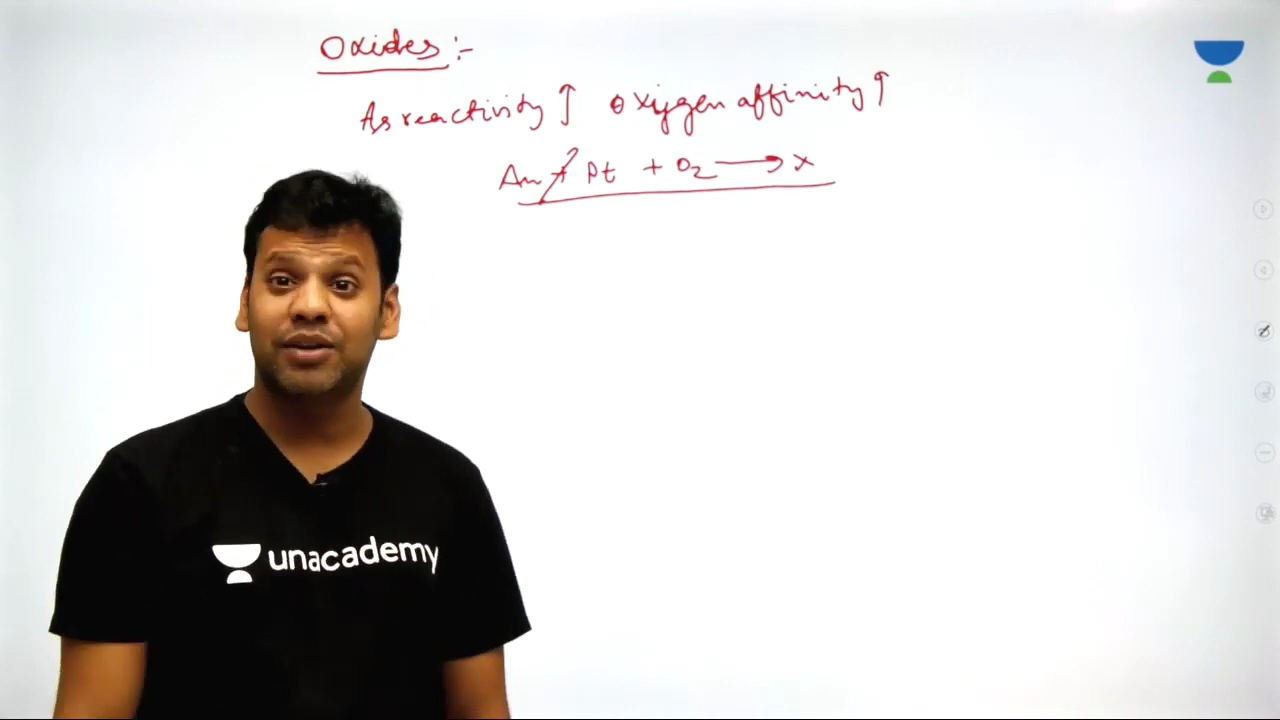 Oxides :-
As reactivity ↑ oxygen affinity ↑
Au / Pt + O2 → x
unacademy